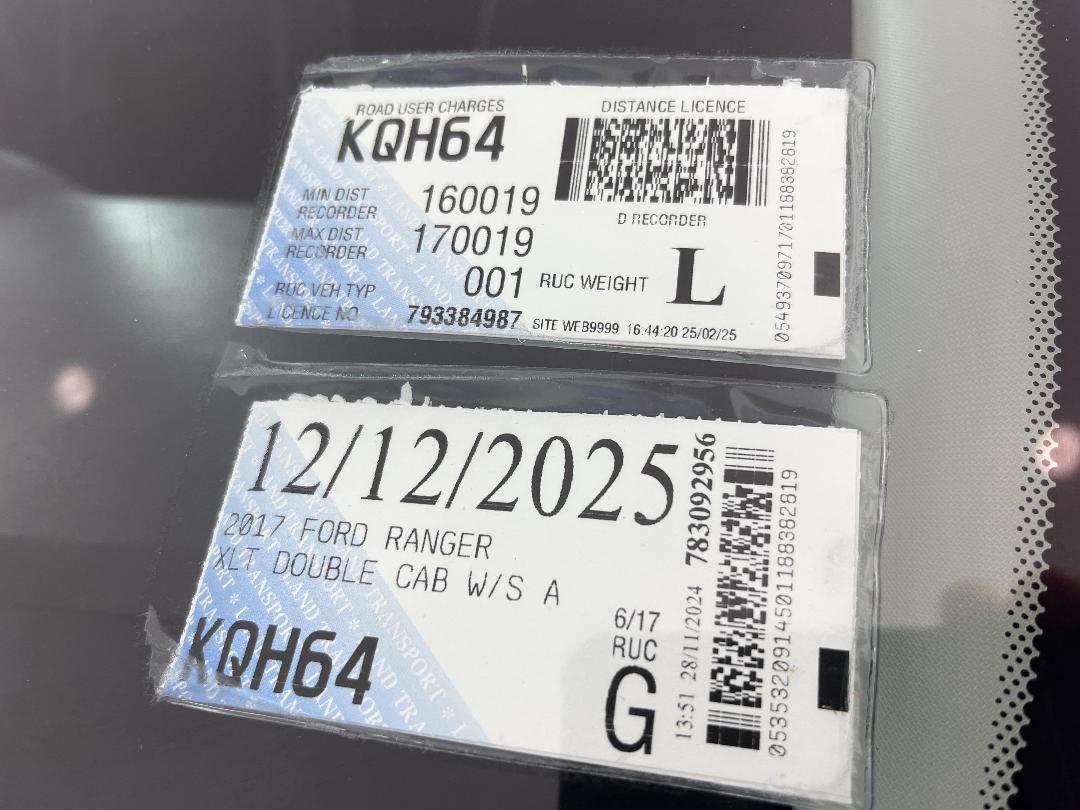 ROAD USER CHARGES
KQH64
MIN DIST RECORDER 160019
MAX DIST RECORDER 170019
RUC VEH TYP 001
LICENCE NO 793384987
DISTANCE LICENCE
D RECORDER
RUC WEIGHT L
SITE WEB9999 16:44:20 25/02/25
0549370971701188382819
12/12/2025
2017 FORD RANGER
XLT DOUBLE CAB W/S A
KQH64
6/17
RUC
G
13:51 28/11/2024 783092956
0535320914501188382819